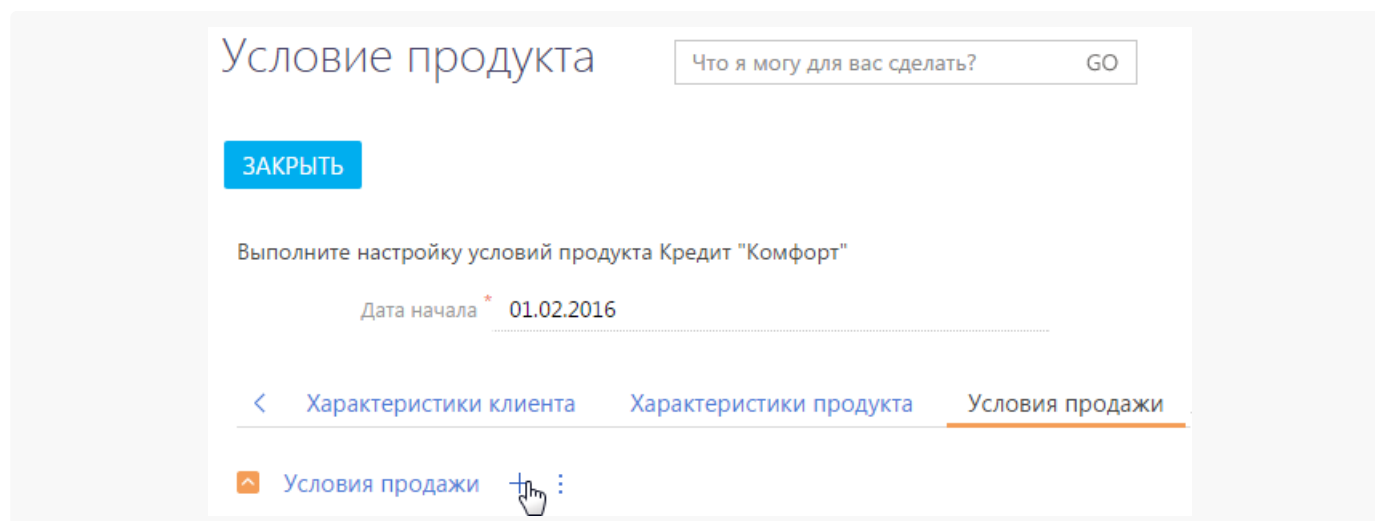 Условие продукта
Что я могу для вас сделать? GO
ЗАКРЫТЬ
Выполните настройку условий продукта Кредит "Комфорт"
Дата начала * 01.02.2016
Характеристики клиента Характеристики продукта Условия продажи
Условия продажи